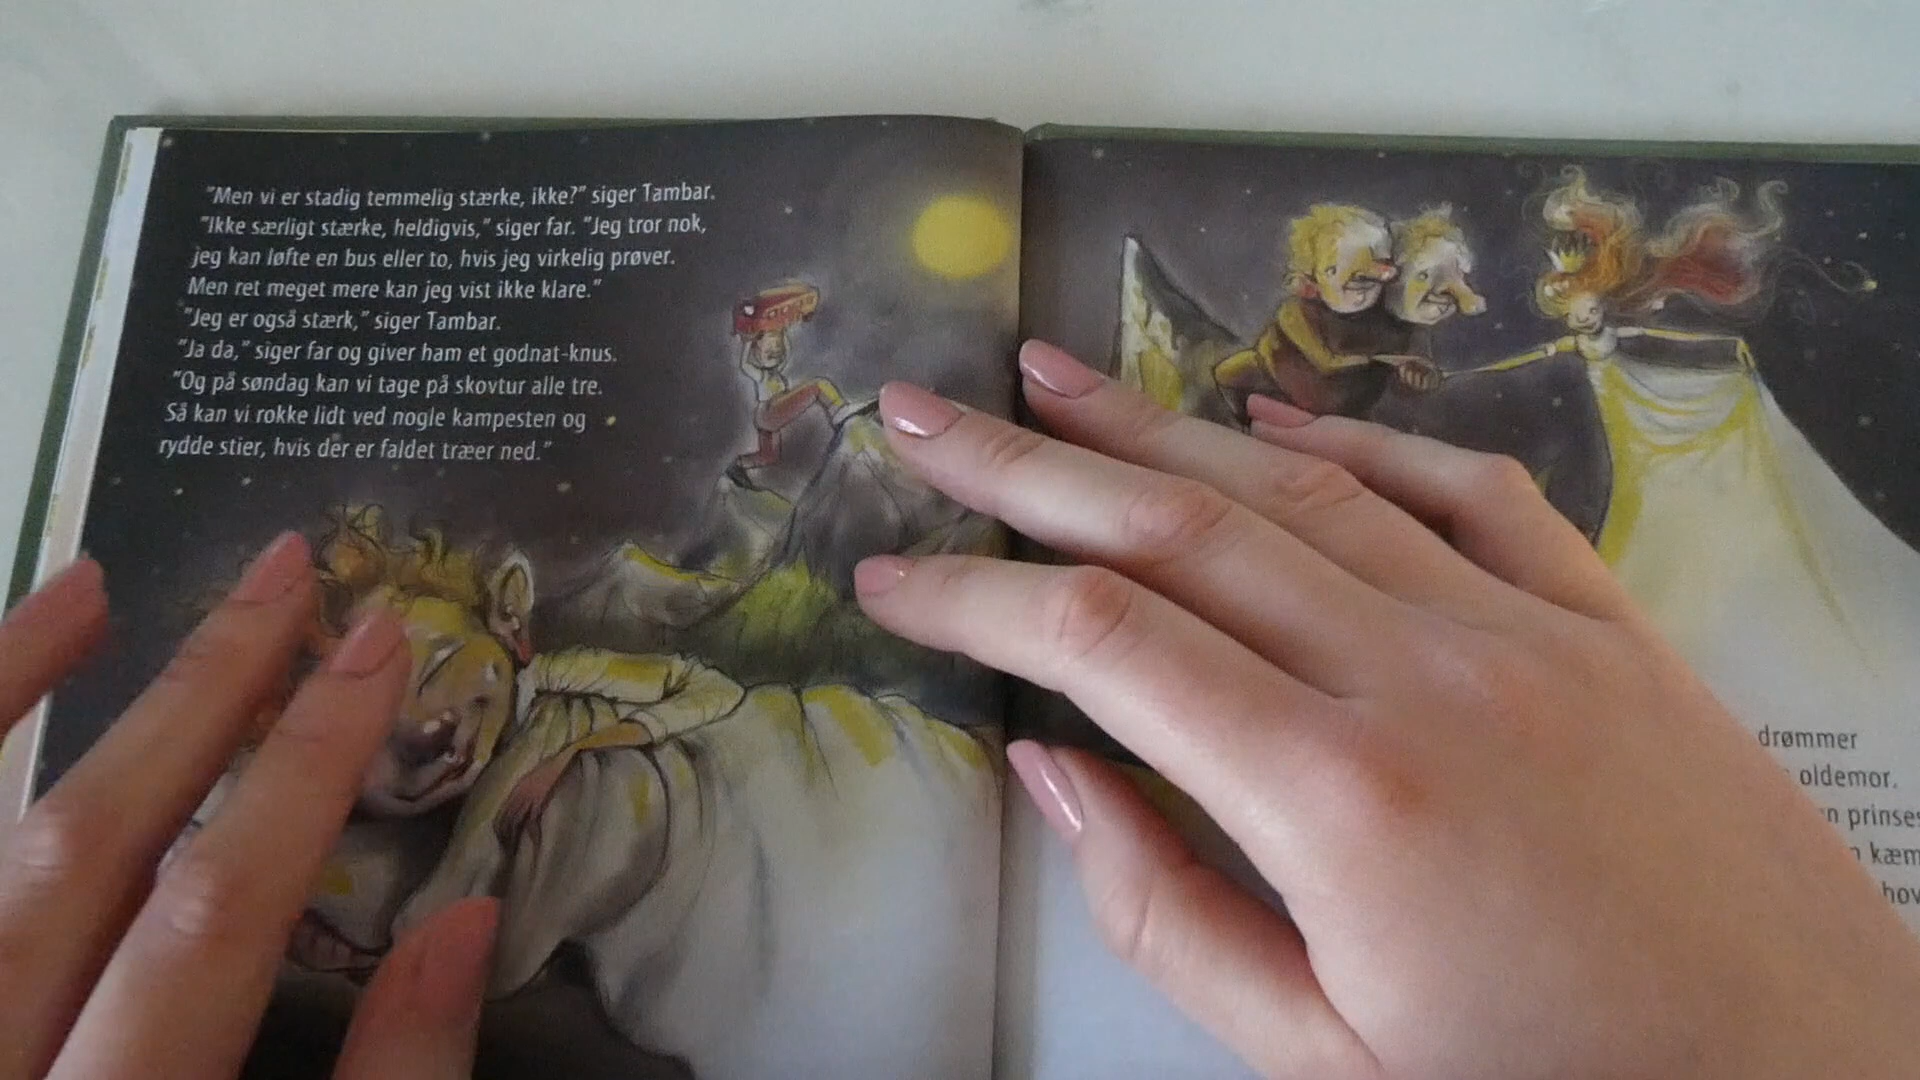 "Men vi er stadig temmelig stærke, ikke?" siger Tambar.
"Ikke særligt stærke, heldigvis," siger far. "Jeg tror nok,
jeg kan løfte en bus eller to, hvis jeg virkelig prøver.
Men ret meget mere kan jeg vist ikke klare."
"Jeg er også stærk," siger Tambar.
"Ja da," siger far og giver ham et godnat-knus.
"Og på søndag kan vi tage på skovtur alle tre.
Så kan vi rokke lidt ved nogle kampesten og
rydde stier, hvis der er faldet træer ned."
drømmer
oldemor.